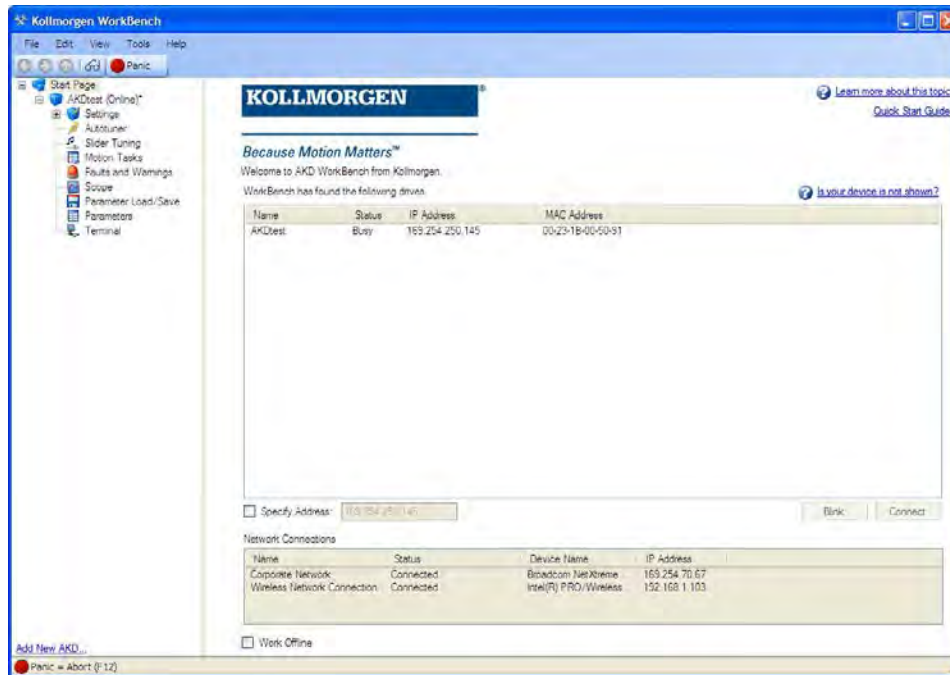 Kollmorgen WorkBench
File Edit View Tools Help
Panic
Start Page
AKDtest (Online)*
Settings
Autotuner
Slider Tuning
Motion Tasks
Faults and Warnings
Scope
Parameter Load/Save
Parameters
Terminal
Add New AKD...
KOLLMORGEN®
Because Motion Matters™
Welcome to AKD WorkBench from Kollmorgen.
Learn more about this topic
Quick Start Guide
WorkBench has found the following drives.
Is your device is not shown?
Name Status IP Address MAC Address
AKDtest Busy 169.254.250.145 00-23-1B-00-50-91
Specify Address: 169.254.250.145
Blink Connect
Network Connections
Name Status Device Name IP Address
Corporate Network Connected Broadcom NetXtreme 169.254.70.67
Wireless Network Connection Connected Intel(R) PRO/Wireless 192.168.1.103
Work Offline
Panic = Abort (F12)